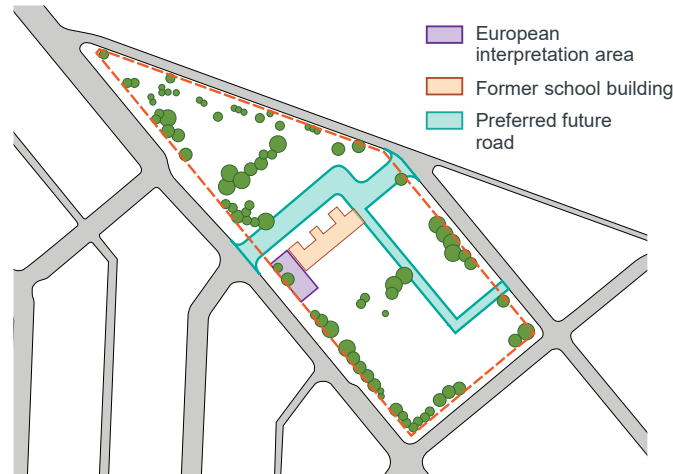 European
interpretation area
Former school building
Preferred future
road